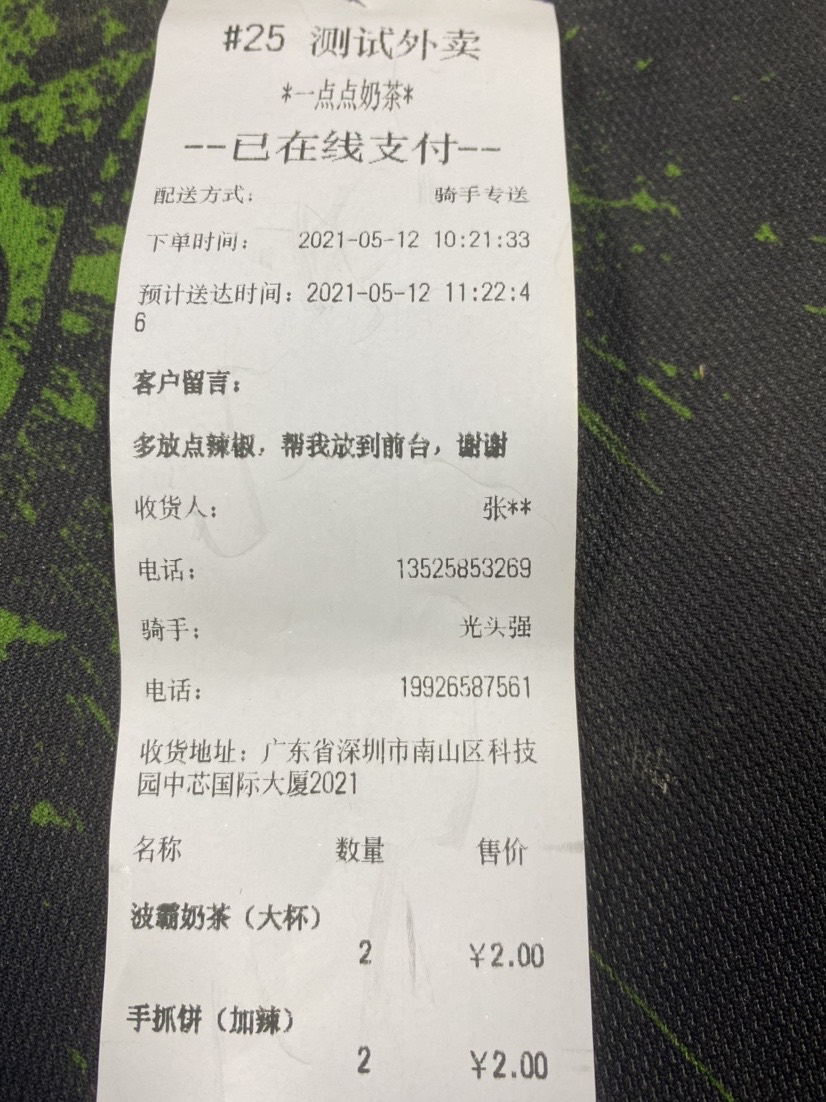 #25 测试外卖
*一点点奶茶*
--已在线支付--
配送方式: 骑手专送
下单时间: 2021-05-12 10:21:33
预计送达时间:2021-05-12 11:22:4
6
客户留言:
多放点辣椒,帮我放到前台,谢谢
收货人: 张**
电话: 13525853269
骑手: 光头强
电话: 19926587561
收货地址:广东省深圳市南山区科技
园中芯国际大厦2021
名称 数量 售价
波霸奶茶(大杯)
2 ¥2.00
手抓饼(加辣)
2 ¥2.00